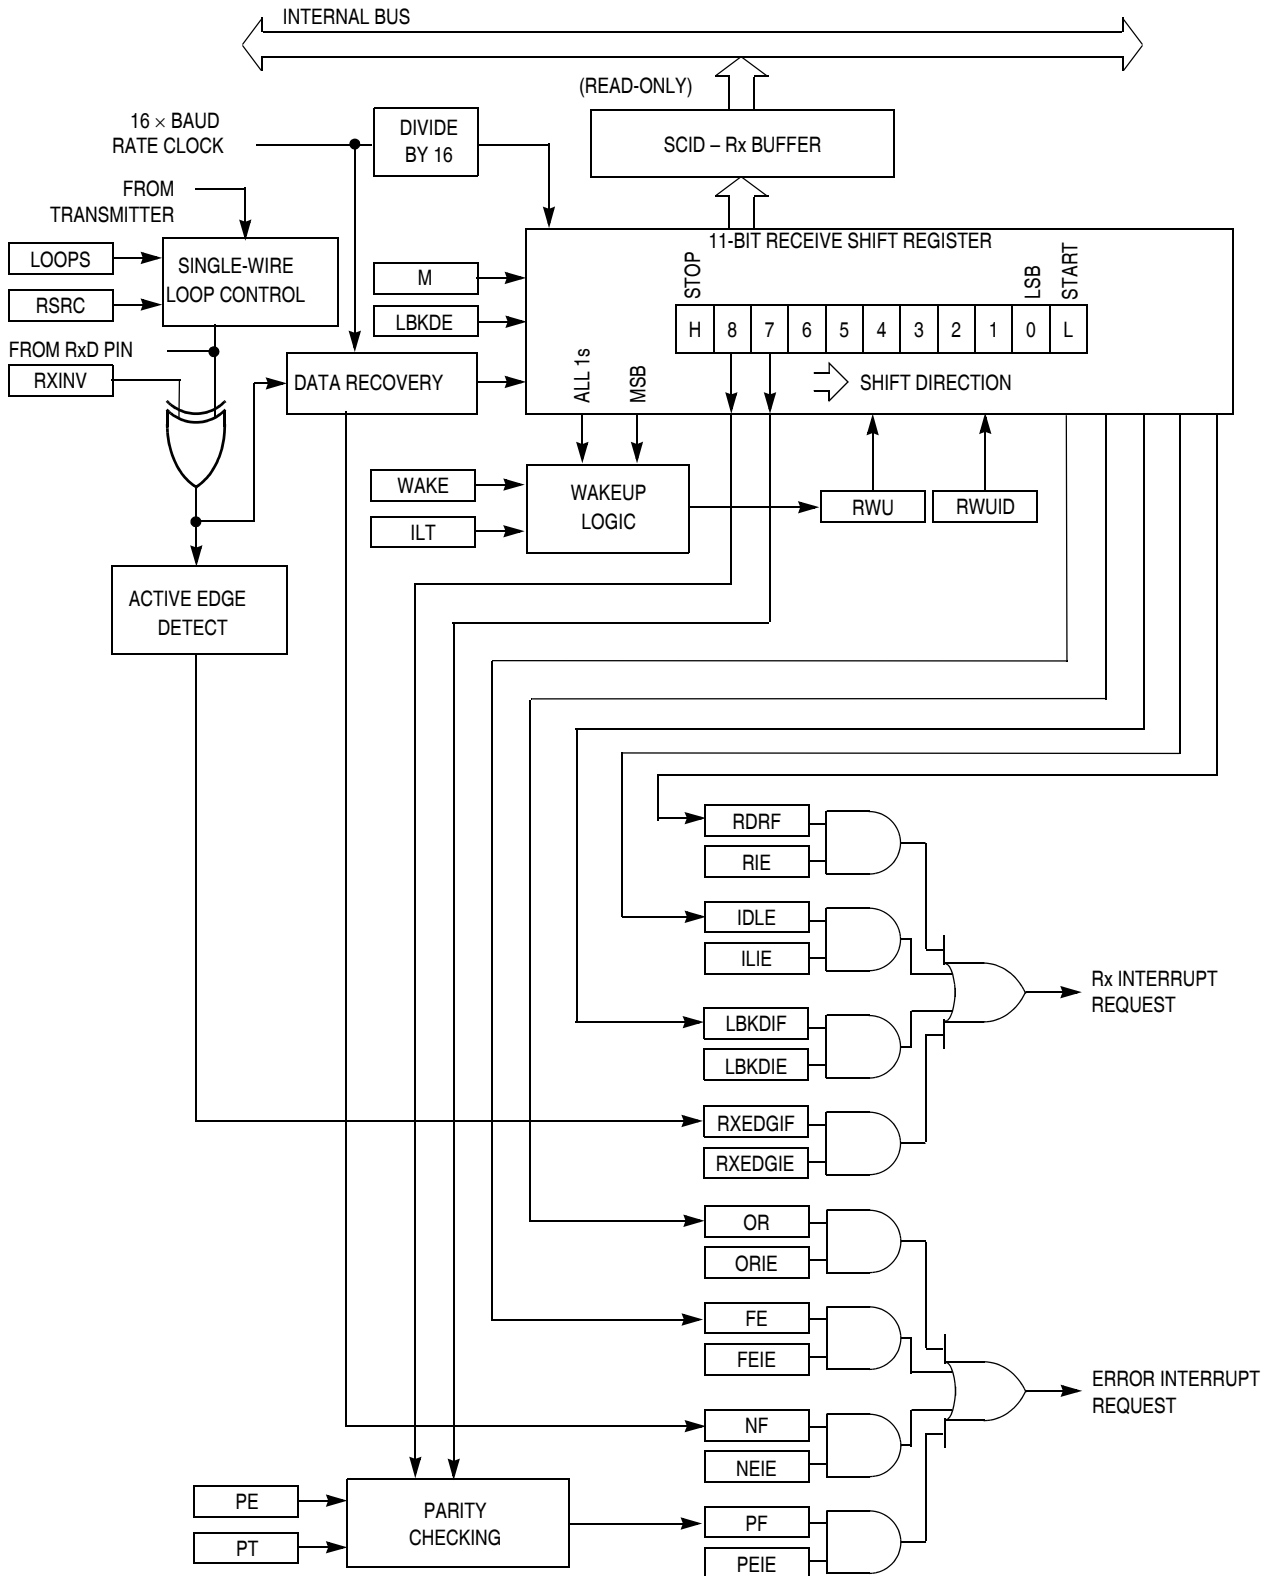 INTERNAL BUS
(READ-ONLY)
16 × BAUD
RATE CLOCK
DIVIDE
BY 16
SCID – Rx BUFFER
FROM
TRANSMITTER
LOOPS
RSRC
SINGLE-WIRE
LOOP CONTROL
11-BIT RECEIVE SHIFT REGISTER
STOP
LSB
START
M
LBKDE
H 8 7 6 5 4 3 2 1 0 L
FROM RxD PIN
RXINV
DATA RECOVERY
ALL 1s
MSB
SHIFT DIRECTION
WAKE
ILT
WAKEUP
LOGIC
RWU
RWUID
ACTIVE EDGE
DETECT
RDRF
RIE
IDLE
ILIE
Rx INTERRUPT
REQUEST
LBKDIF
LBKDIE
RXEDGIF
RXEDGIE
OR
ORIE
FE
FEIE
ERROR INTERRUPT
REQUEST
NF
NEIE
PE
PT
PARITY
CHECKING
PF
PEIE